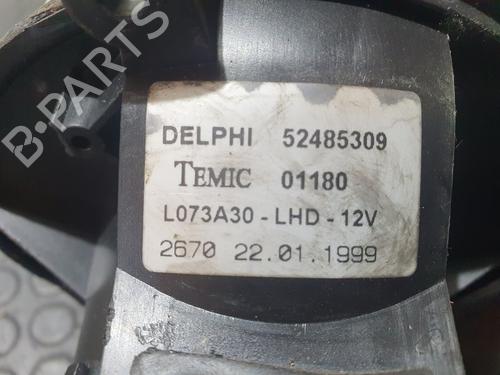 B-PARTS
DELPHI 52485309
TEMIC 01180
L073A30 - LHD - 12V
2670 22.01.1999